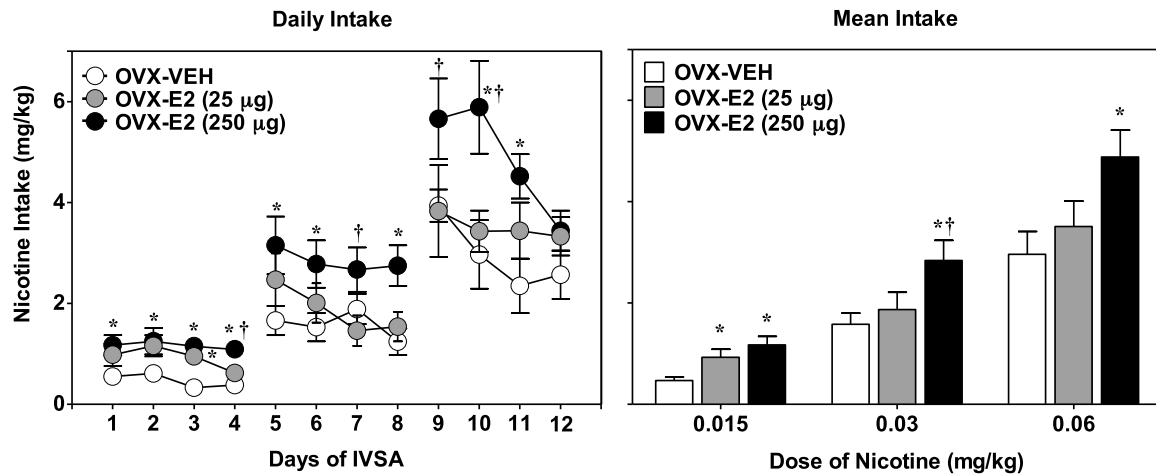 Daily Intake
Mean Intake
Nicotine Intake (mg/kg)
6
4
2
0
OVX-VEH
OVX-E2 (25 µg)
OVX-E2 (250 µg)
* * * * † *
* * † *
† *† *
1 2 3 4 5 6 7 8 9 10 11 12
Days of IVSA
OVX-VEH
OVX-E2 (25 µg)
OVX-E2 (250 µg)
* * *† *
0.015 0.03 0.06
Dose of Nicotine (mg/kg)